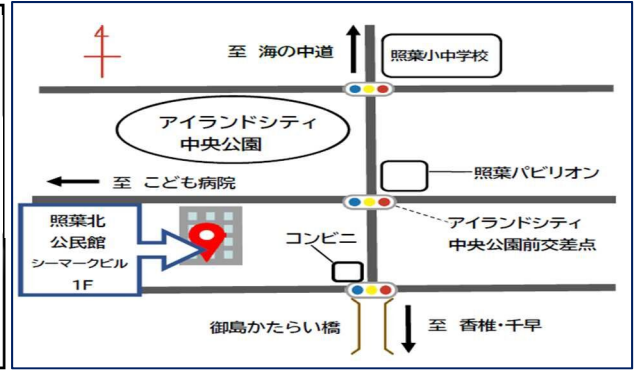 4
至 海の中道
照葉小中学校
アイランドシティ
中央公園
照葉パビリオン
至 こども病院
アイランドシティ
中央公園前交差点
照葉北
公民館
シーマークビル
1F
コンビニ
御島かたらい橋
至 香椎・千早